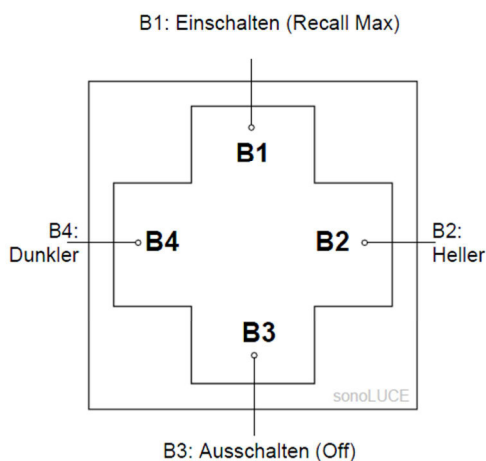 B1: Einschalten (Recall Max)
B1
B4:
Dunkler
B4
B2
B2:
Heller
B3
sonoLUCE
B3: Ausschalten (Off)